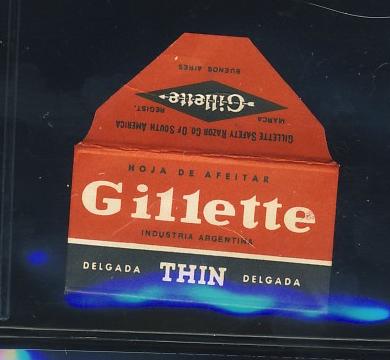 BUENOS AIRES
Gillette
MARCA REGIST.
GILLETTE SAFETY RAZOR CO OF SOUTH AMERICA
HOJA DE AFEITAR
Gillette
INDUSTRIA ARGENTINA
DELGADA THIN DELGADA